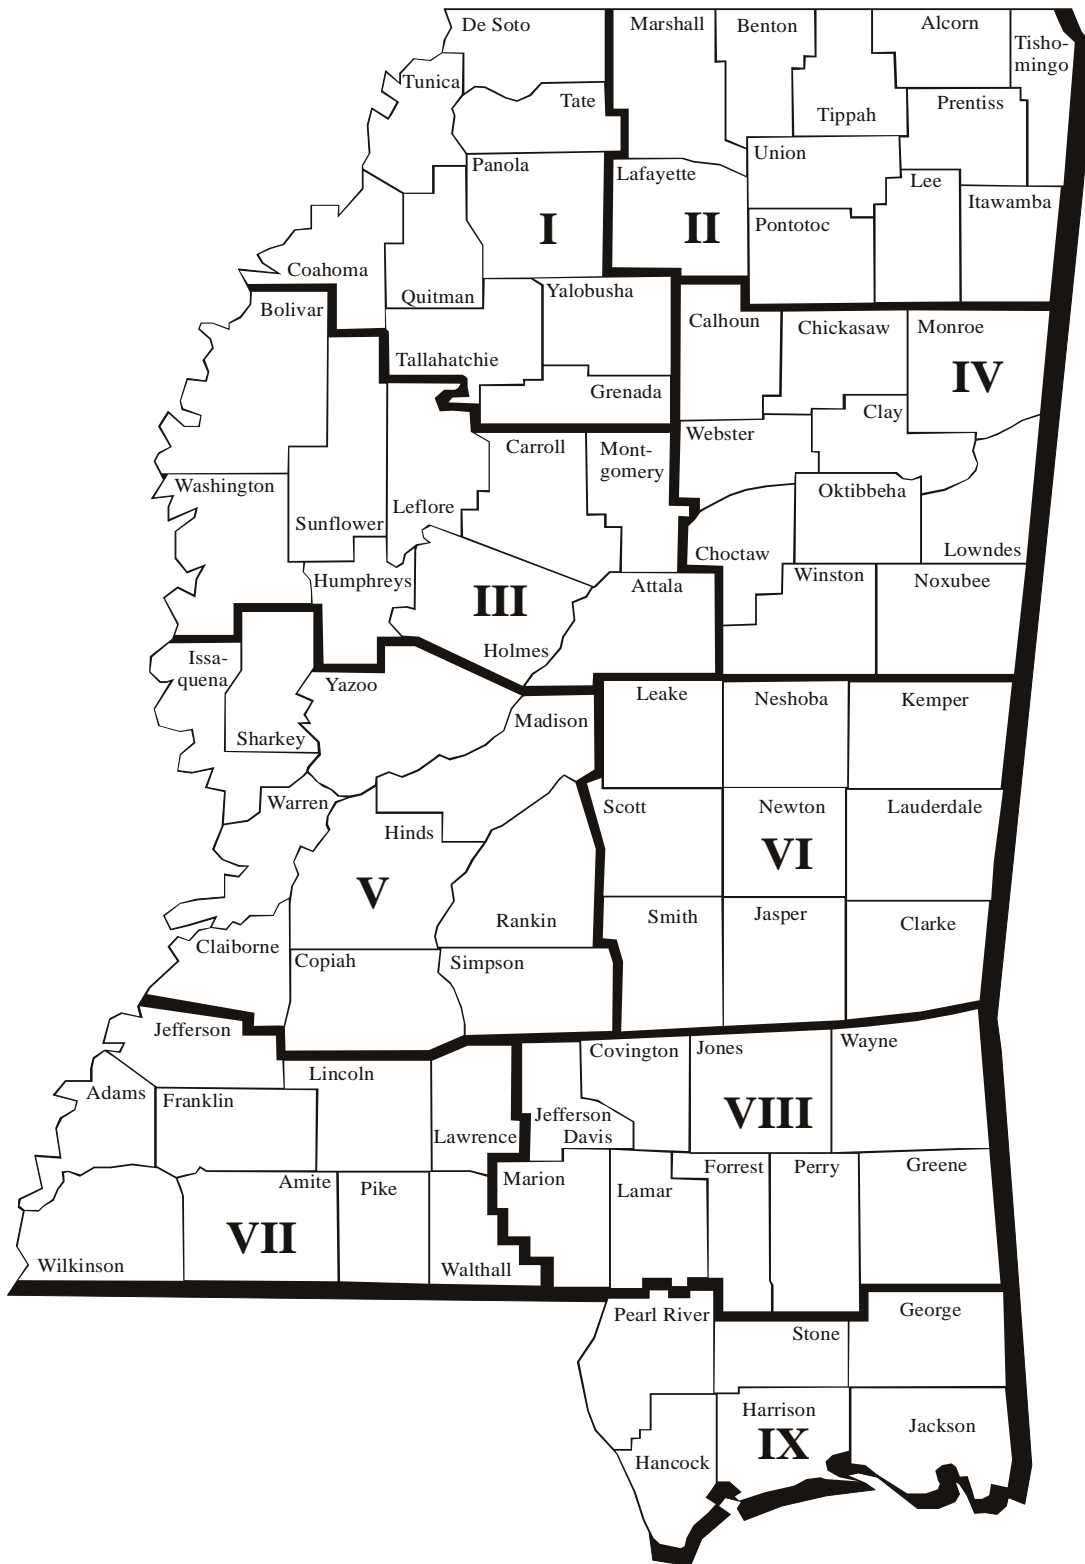 De Soto
Marshall
Benton
Alcorn
Tisho-
mingo
Tunica
Tate
Tippah
Prentiss
Panola
Lafayette
Union
Lee
Itawamba
I
II
Pontotoc
Coahoma
Quitman
Yalobusha
Bolivar
Calhoun
Chickasaw
Monroe
Tallahatchie
Grenada
IV
Clay
Webster
Carroll
Mont-
gomery
Washington
Sunflower
Leflore
Oktibbeha
Choctaw
Lowndes
Humphreys
Attala
Winston
Noxubee
III
Holmes
Issa-
quena
Yazoo
Leake
Neshoba
Kemper
Madison
Sharkey
Warren
Hinds
Scott
Newton
Lauderdale
VI
V
Rankin
Smith
Jasper
Clarke
Claiborne
Copiah
Simpson
Jefferson
Covington
Jones
Wayne
Lincoln
Adams
Franklin
VIII
Jefferson
Davis
Lawrence
Marion
Forrest
Perry
Greene
Amite
Pike
Lamar
VII
Wilkinson
Walthall
Pearl River
George
Stone
Harrison
Jackson
IX
Hancock